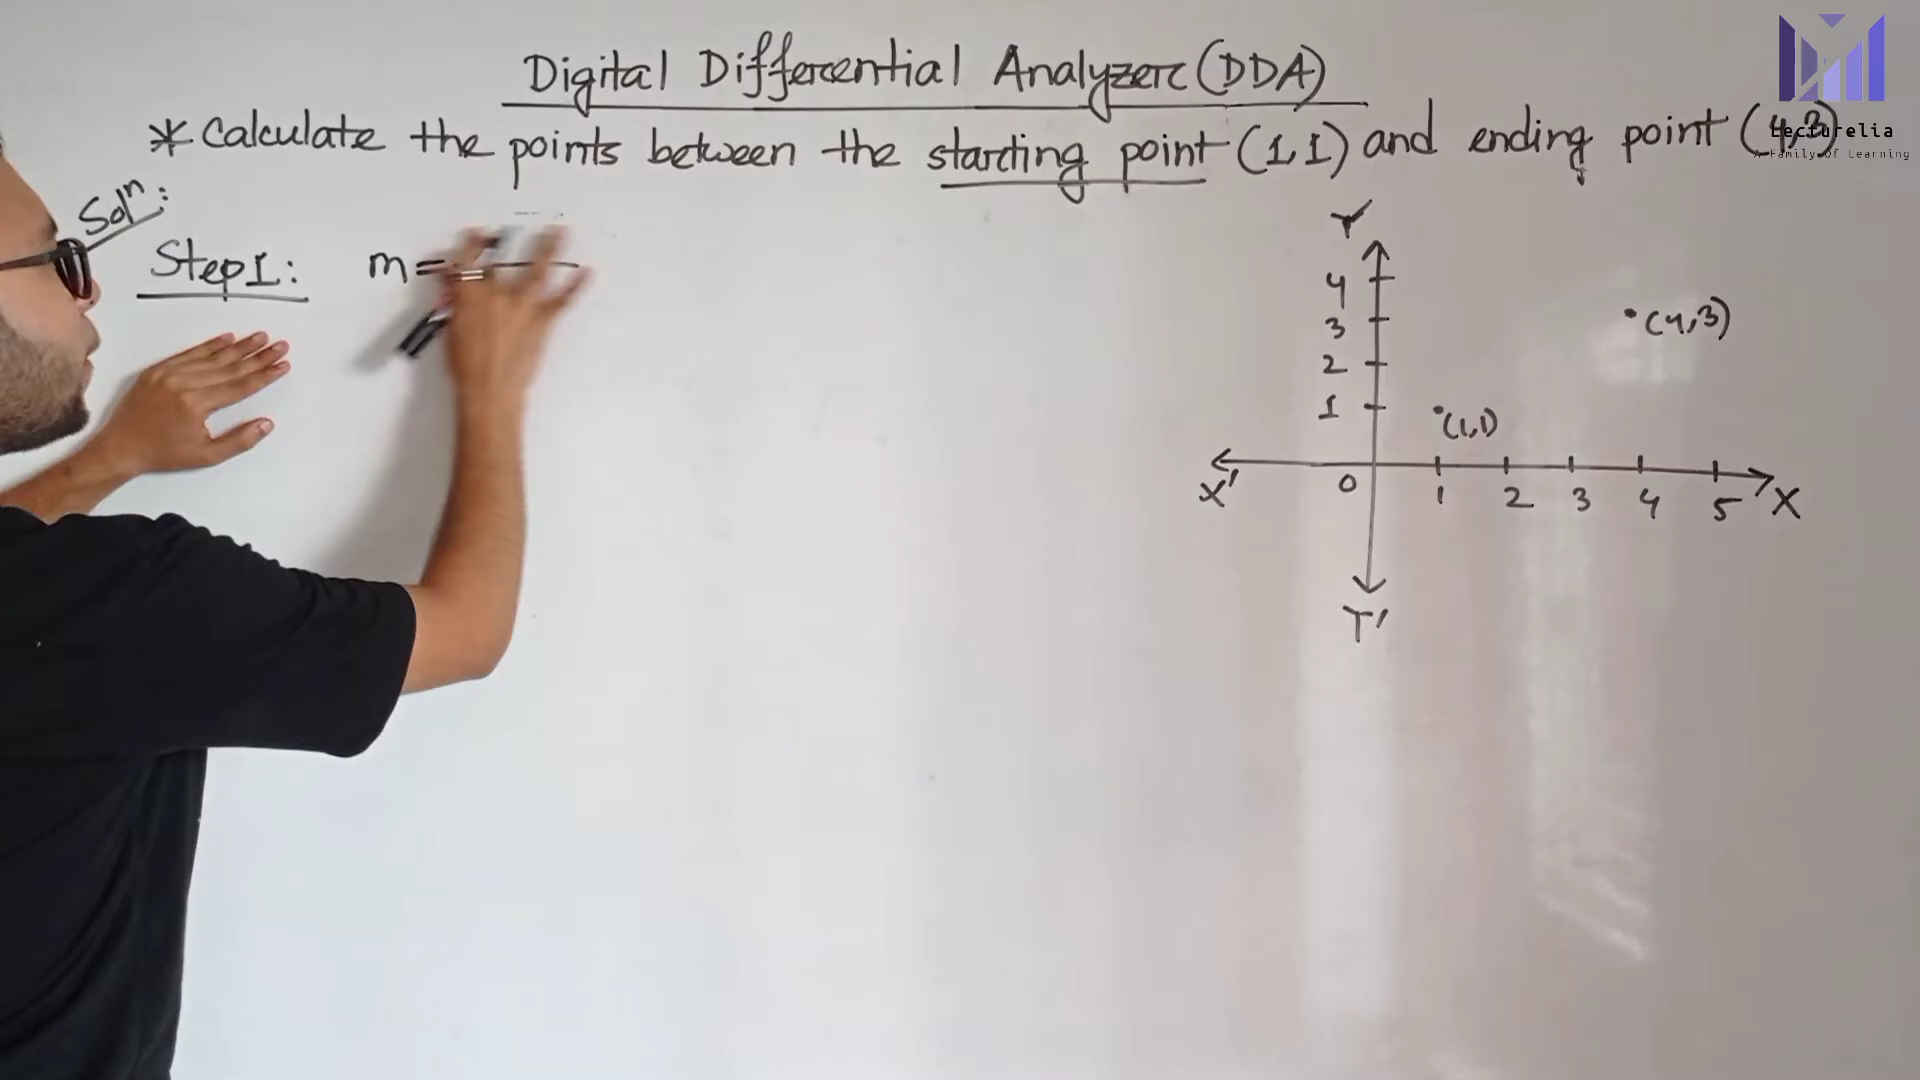 Digital Differential Analyzer (DDA)
* Calculate the points between the starting point (1,1) and ending point (4,3)
Lecturelia
A Family Of Learning
Solⁿ:
Step1: m=
Y
4
3
2
1
(4,3)
(1,1)
X'
0
1
2
3
4
5
X
Y'